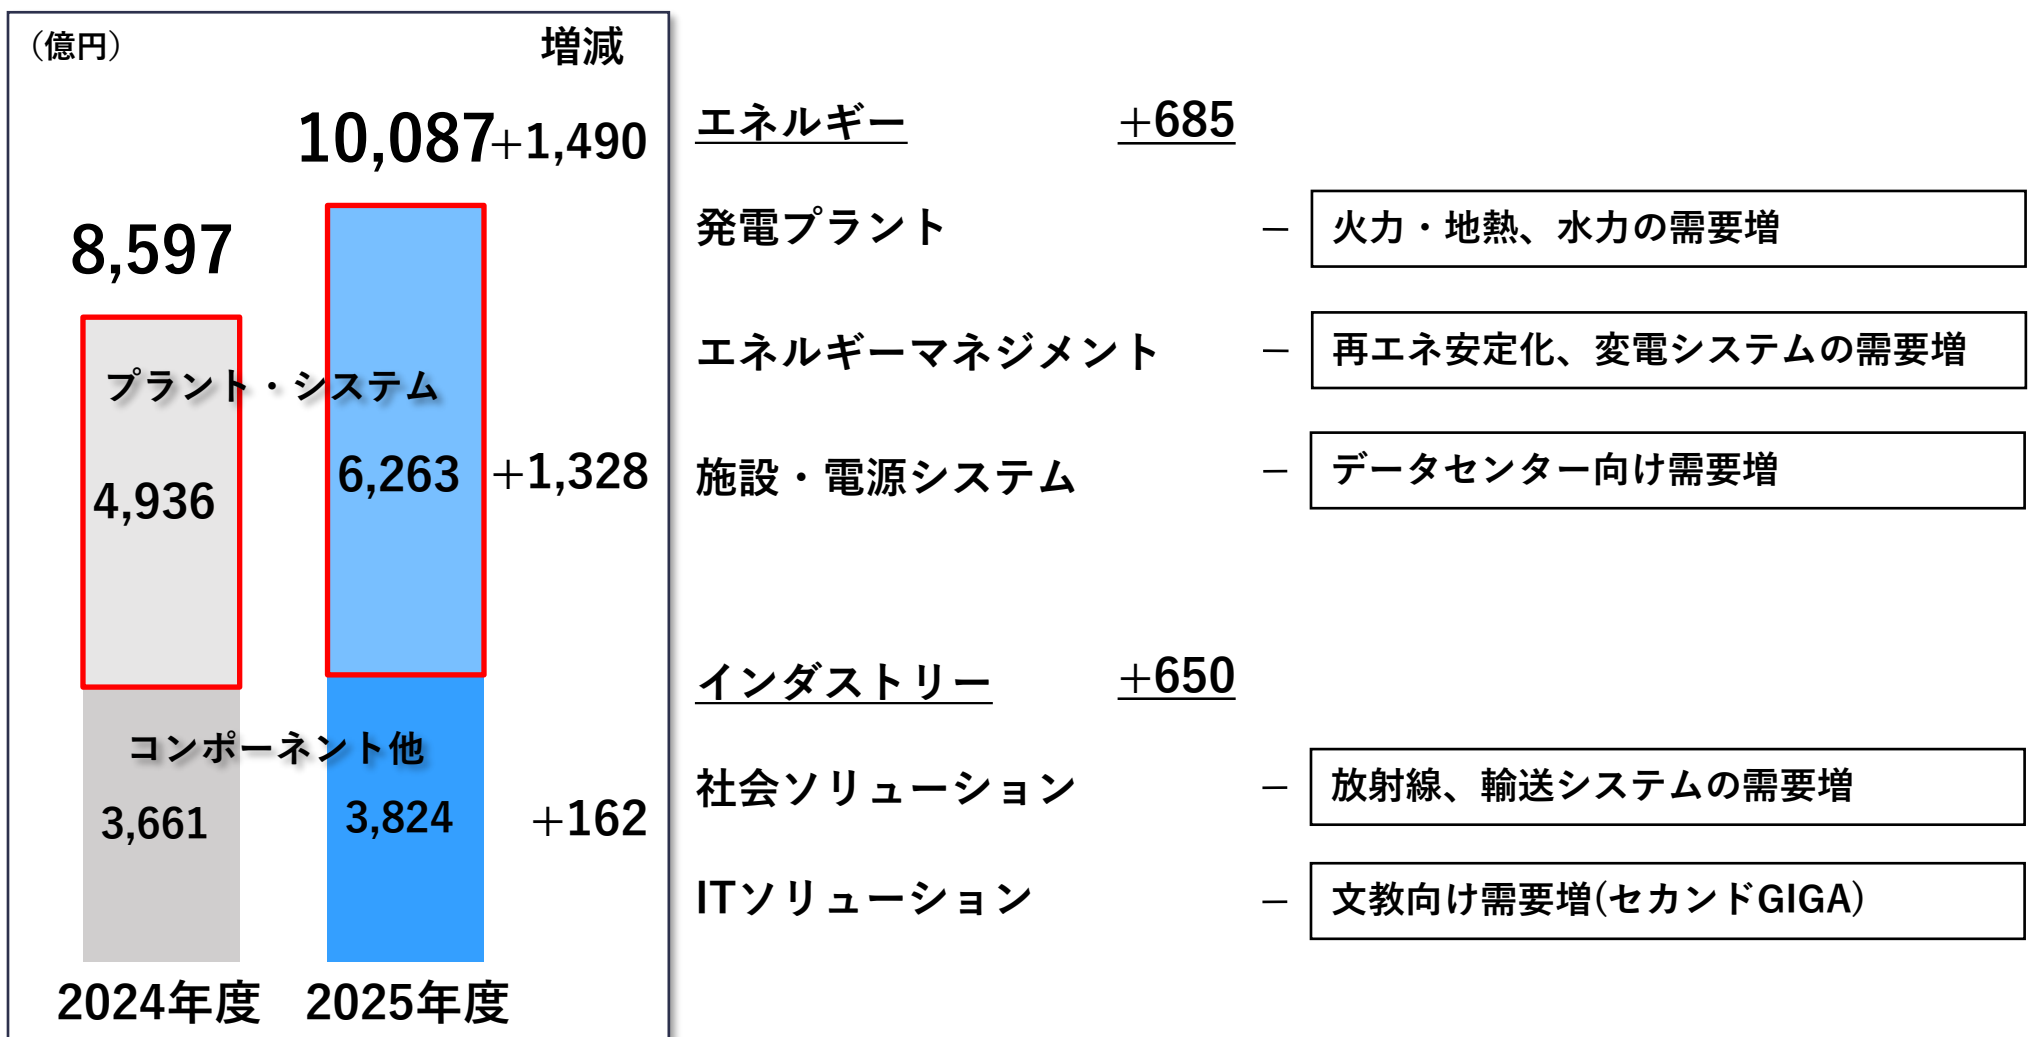 （億円）
増減
10,087
+1,490
8,597
プラント・システム
4,936
6,263
+1,328
コンポーネント他
3,661
3,824
+162
2024年度
2025年度
エネルギー +685
発電プラント － 火力・地熱、水力の需要増
エネルギーマネジメント － 再エネ安定化、変電システムの需要増
施設・電源システム － データセンター向け需要増
インダストリー +650
社会ソリューション － 放射線、輸送システムの需要増
ITソリューション － 文教向け需要増(セカンドGIGA)